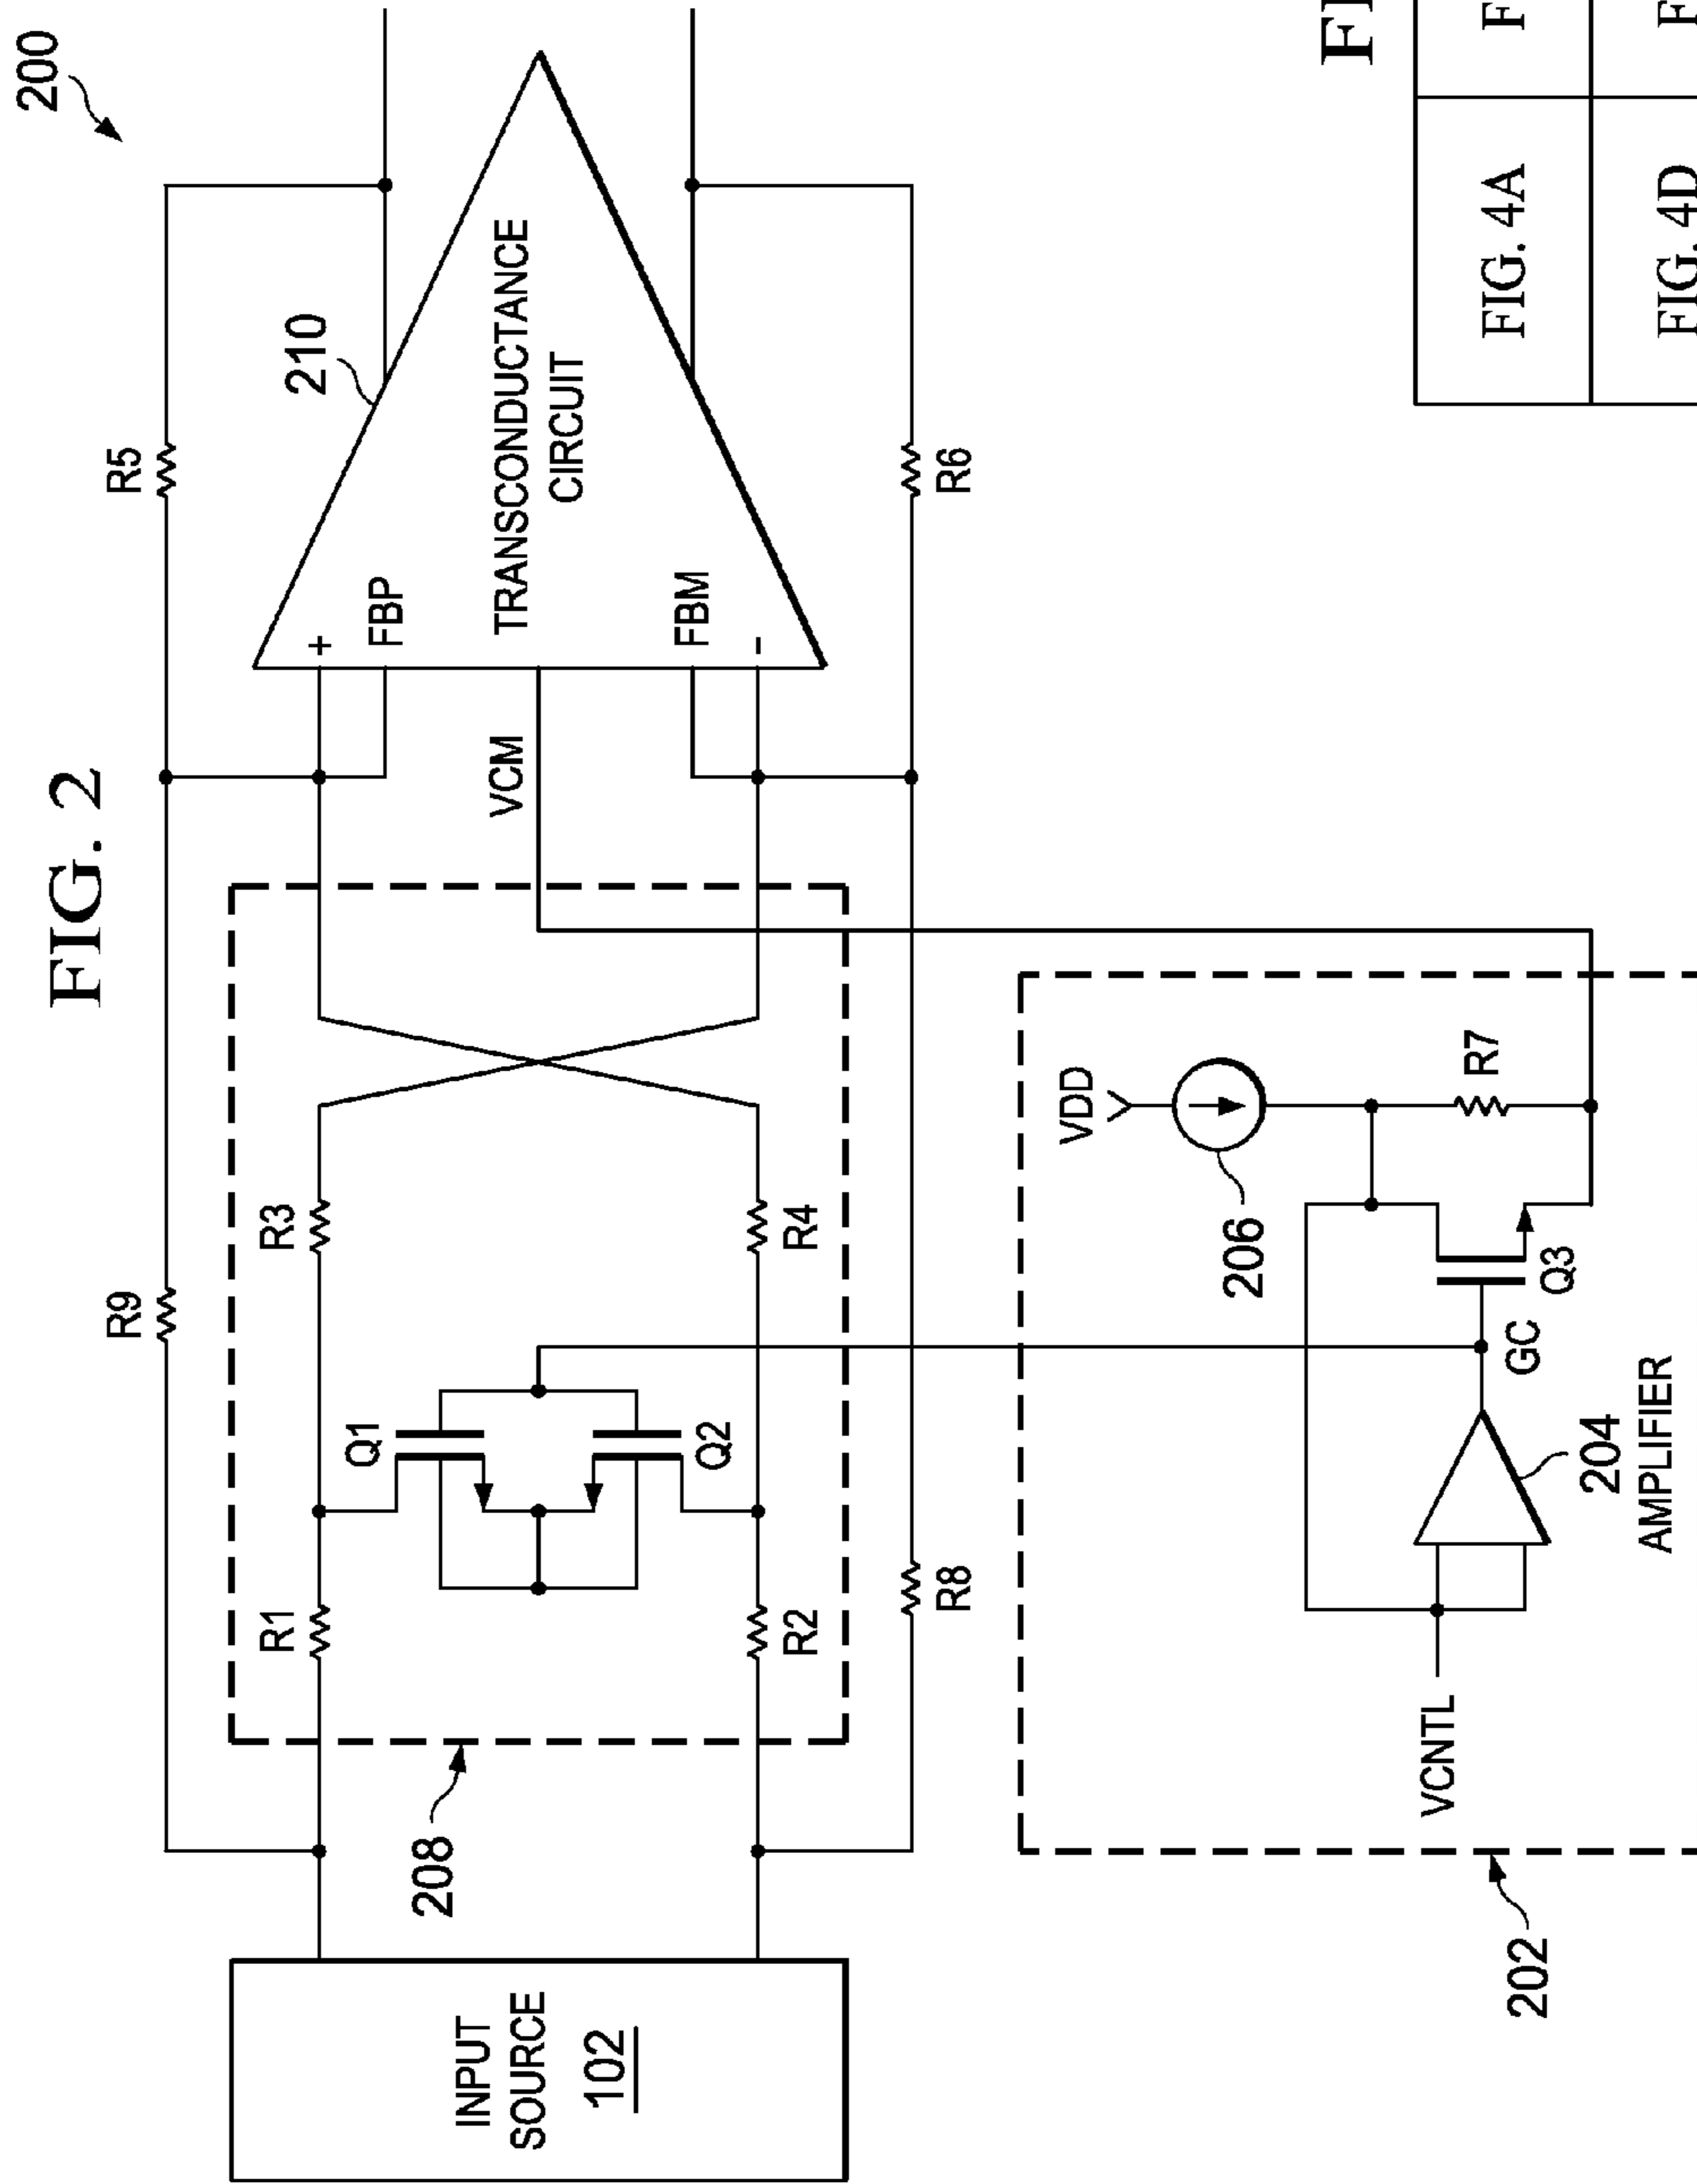 FIG. 2
200
R9
R5
INPUT
SOURCE
102
208
R1
Q1
R3
+
FBP
210
TRANSCONDUCTANCE
CIRCUIT
VCM
FBM
-
R2
Q2
R4
R8
R6
202
VCNTL
204
AMPLIFIER
GC
Q3
206
VDD
R7
FIG. 4A
FIG. 4D